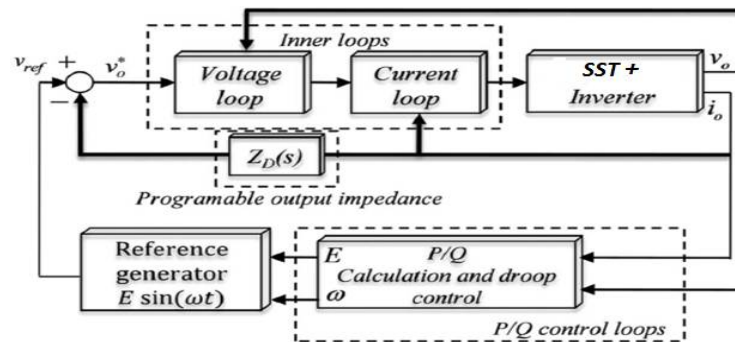 Inner loops
v_ref + v_o* Voltage loop Current loop SST + Inverter v_o
−
i_o
Z_D(s)
Programable output impedance
Reference
generator
E sin(ωt)
E P/Q
Calculation and droop
ω control
P/Q control loops